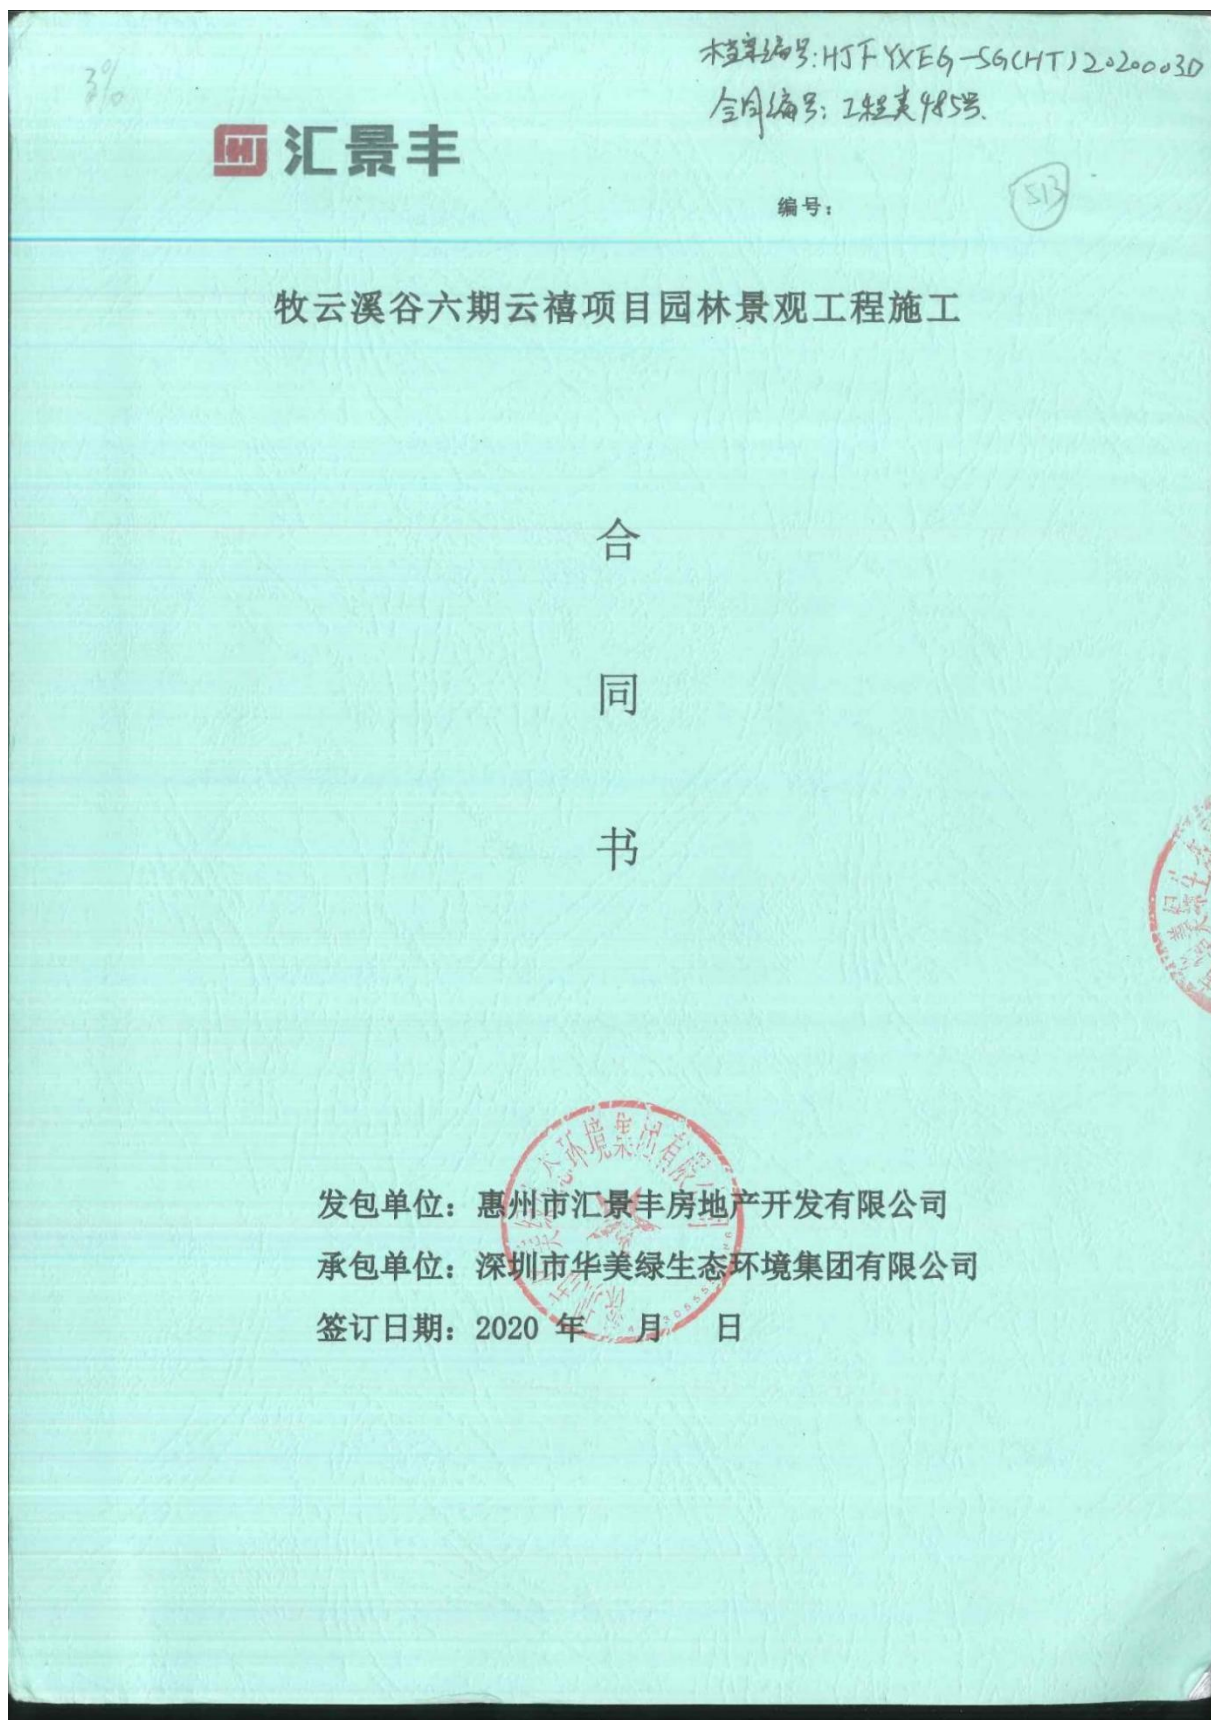 档案编号:HJFYXEG-SG(HT)2020003D
合同编号:工程类485号
3%
汇景丰
编号:
513
牧云溪谷六期云禧项目园林景观工程施工
合
同
书
发包单位:惠州市汇景丰房地产开发有限公司
承包单位:深圳市华美绿生态环境集团有限公司
签订日期:2020 年 月 日